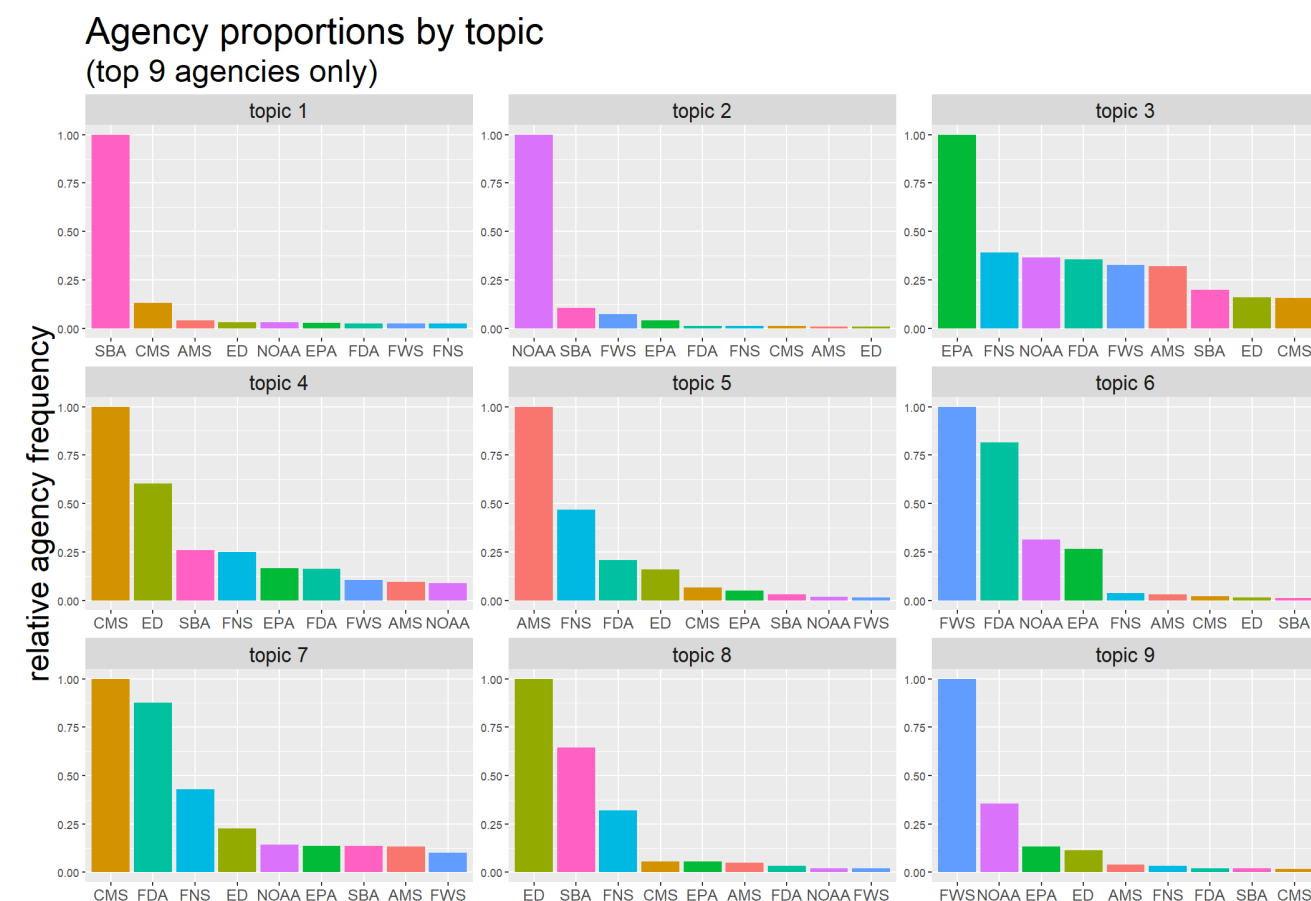 Agency proportions by topic
(top 9 agencies only)
relative agency frequency
topic 1
1.00
0.75
0.50
0.25
0.00
SBA CMS AMS ED NOAA EPA FDA FWS FNS
topic 2
1.00
0.75
0.50
0.25
0.00
NOAA SBA FWS EPA FDA FNS CMS AMS ED
topic 3
1.00
0.75
0.50
0.25
0.00
EPA FNS NOAA FDA FWS AMS SBA ED CMS
topic 4
1.00
0.75
0.50
0.25
0.00
CMS ED SBA FNS EPA FDA FWS AMS NOAA
topic 5
1.00
0.75
0.50
0.25
0.00
AMS FNS FDA ED CMS EPA SBA NOAA FWS
topic 6
1.00
0.75
0.50
0.25
0.00
FWS FDA NOAA EPA FNS AMS CMS ED SBA
topic 7
1.00
0.75
0.50
0.25
0.00
CMS FDA FNS ED NOAA EPA SBA AMS FWS
topic 8
1.00
0.75
0.50
0.25
0.00
ED SBA FNS CMS EPA AMS FDA NOAA FWS
topic 9
1.00
0.75
0.50
0.25
0.00
FWS NOAA EPA ED AMS FNS FDA SBA CMS